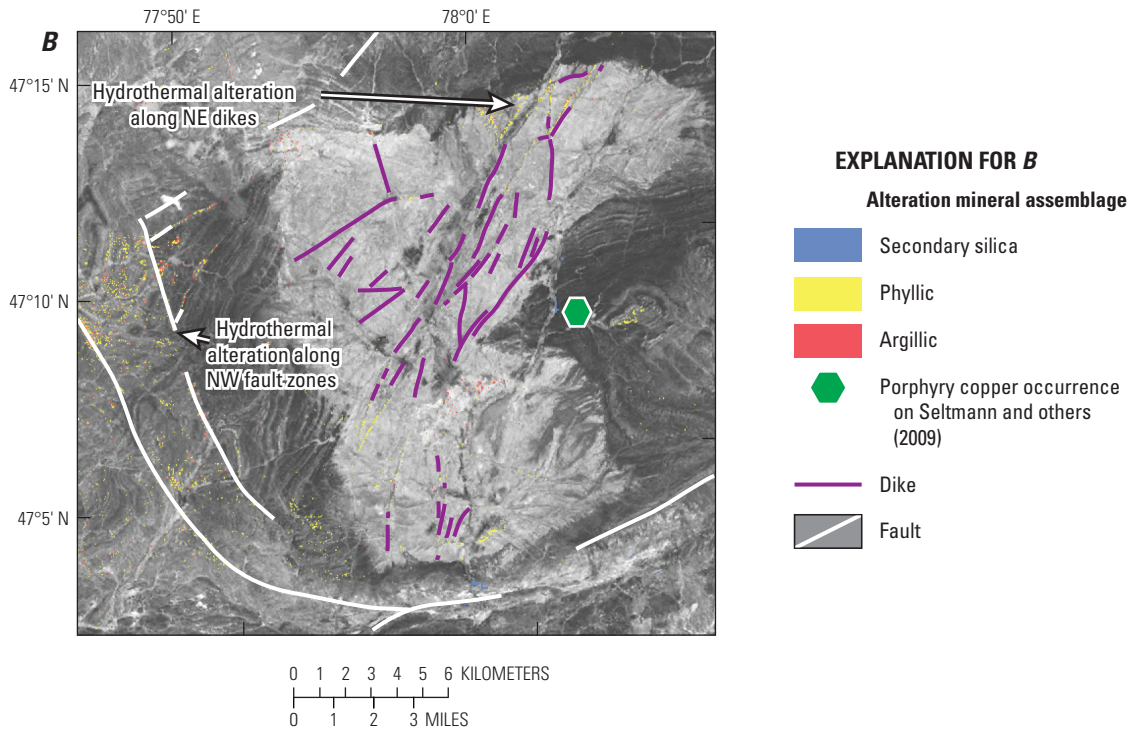 77°50' E
78°0' E
B
47°15' N
Hydrothermal alteration
along NE dikes
47°10' N
Hydrothermal
alteration along
NW fault zones
47°5' N
0 1 2 3 4 5 6 KILOMETERS
0 1 2 3 MILES
EXPLANATION FOR B
Alteration mineral assemblage
Secondary silica
Phyllic
Argillic
Porphyry copper occurrence
on Seltmann and others
(2009)
Dike
Fault